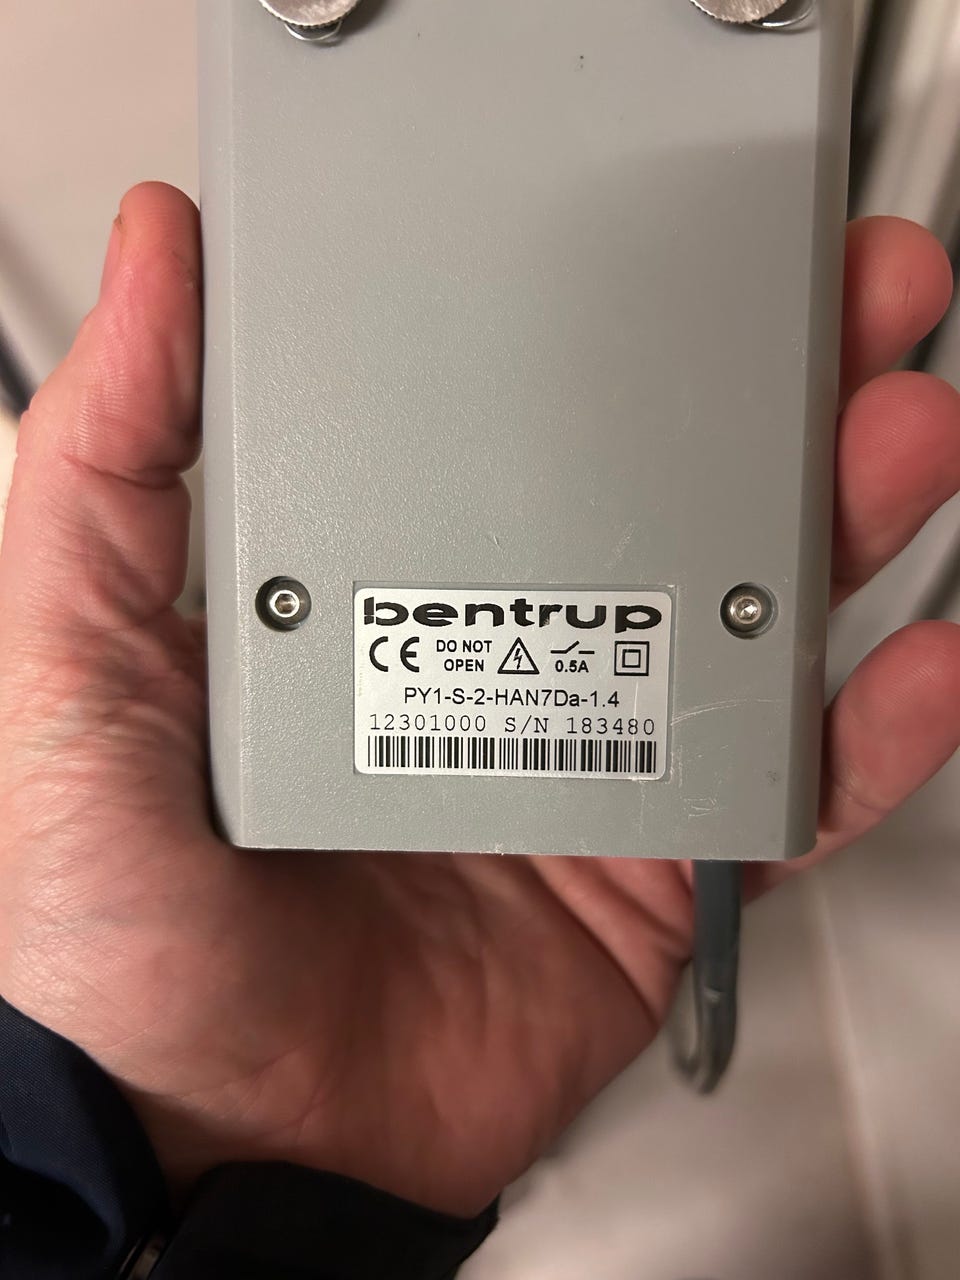 bentrup
CE DO NOT OPEN 0.5A
PY1-S-2-HAN7Da-1.4
12301000 S/N 183480